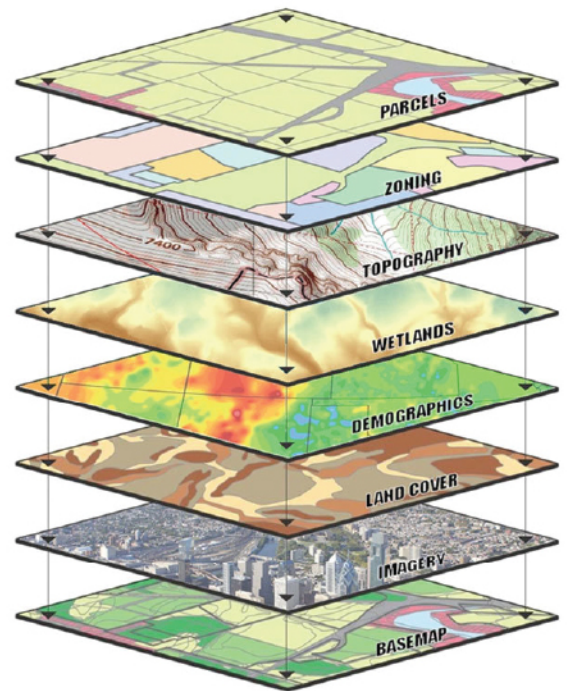 PARCELS
ZONING
7400
TOPOGRAPHY
WETLANDS
DEMOGRAPHICS
LAND COVER
IMAGERY
BASEMAP